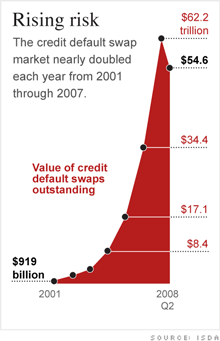 Rising risk
The credit default swap
market nearly doubled
each year from 2001
through 2007.
$62.2
trillion
$54.6
Value of credit
default swaps
outstanding
$34.4
$17.1
$8.4
$919
billion
2001
2008
Q2
SOURCE: ISDA